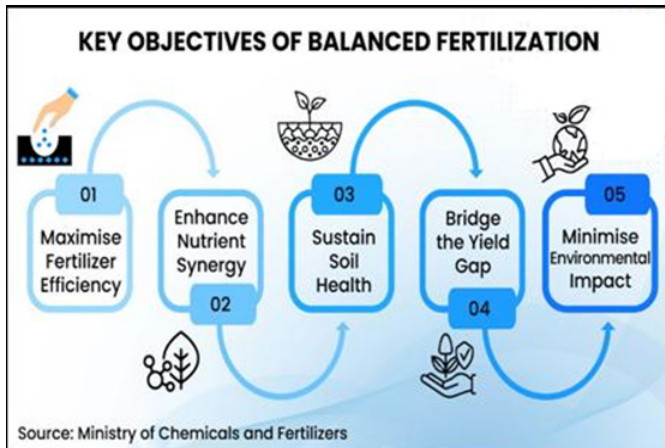 KEY OBJECTIVES OF BALANCED FERTILIZATION
01
Maximise
Fertilizer
Efficiency
Enhance
Nutrient
Synergy
02
03
Sustain
Soil
Health
Bridge
the Yield
Gap
04
05
Minimise
Environmental
Impact
Source: Ministry of Chemicals and Fertilizers